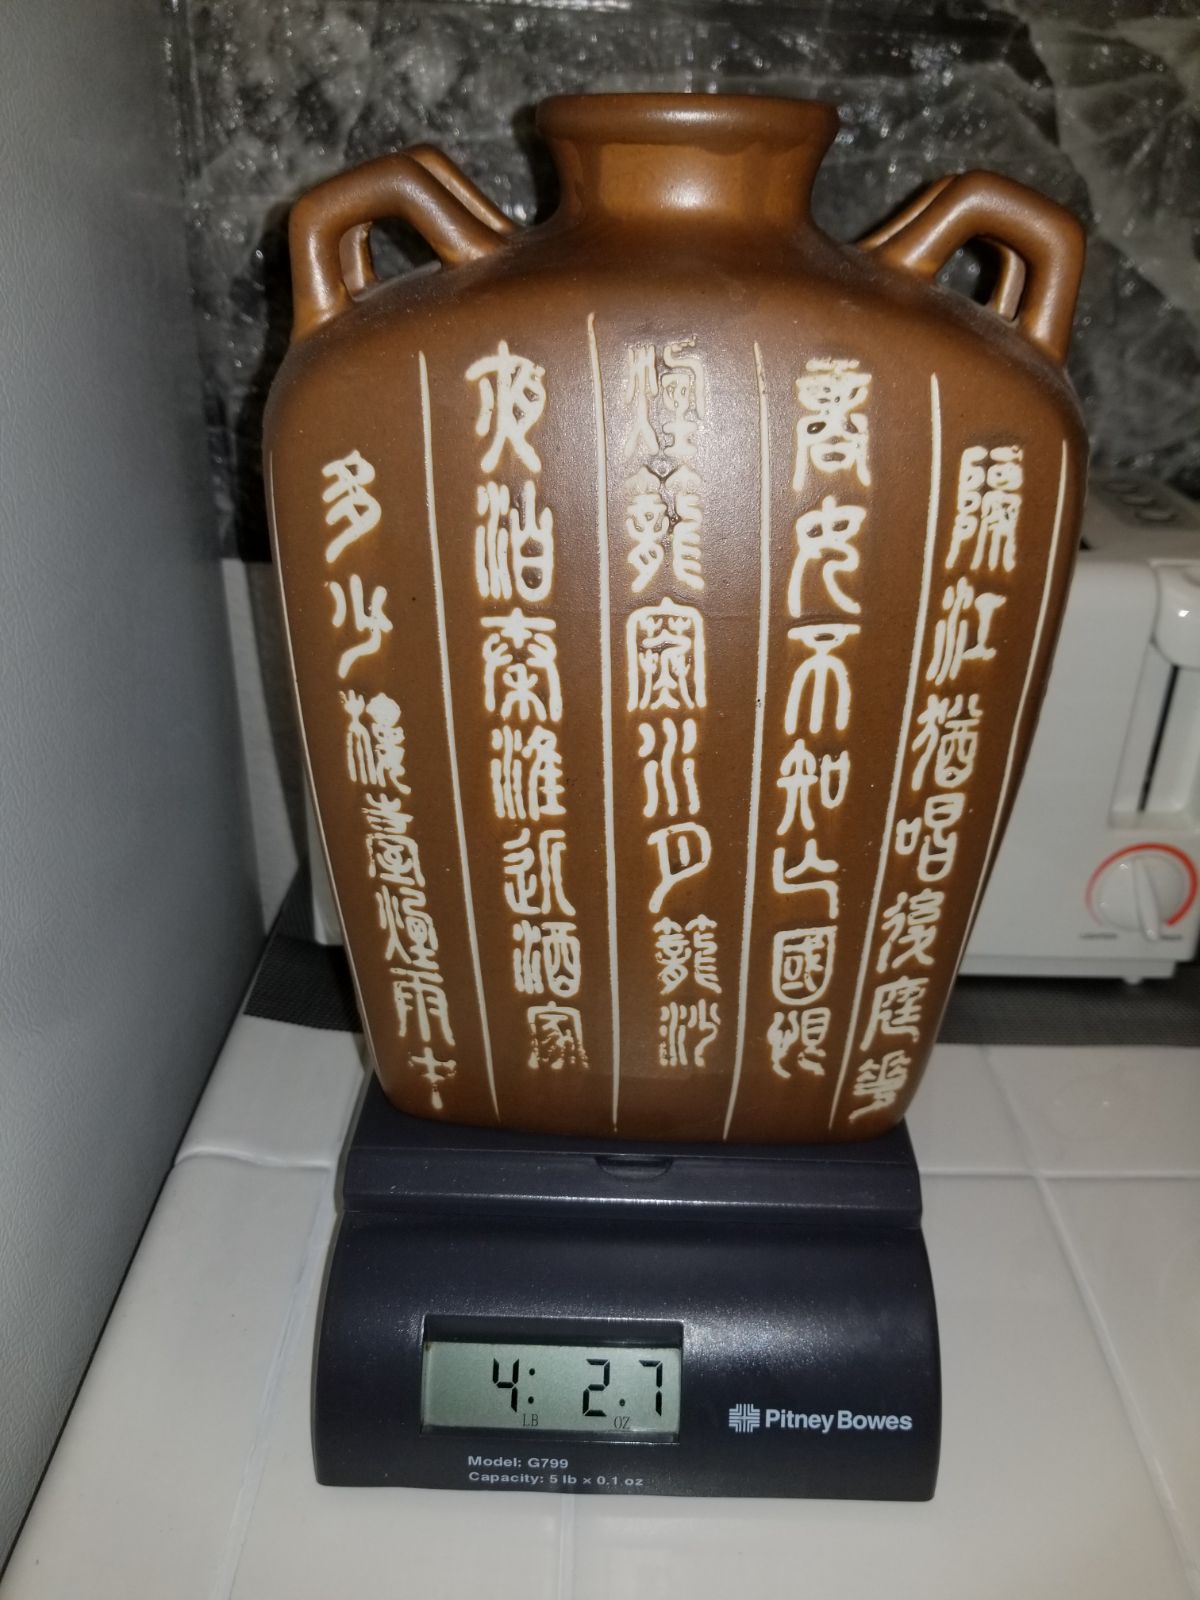 隔江猶唱後庭華
商女不知亡國恨
煙籠寒水月籠沙
夜泊秦淮近酒家
多少樓臺煙雨中
4: 2.7
LB OZ
Pitney Bowes
Model: G799
Capacity: 5 lb × 0.1 oz